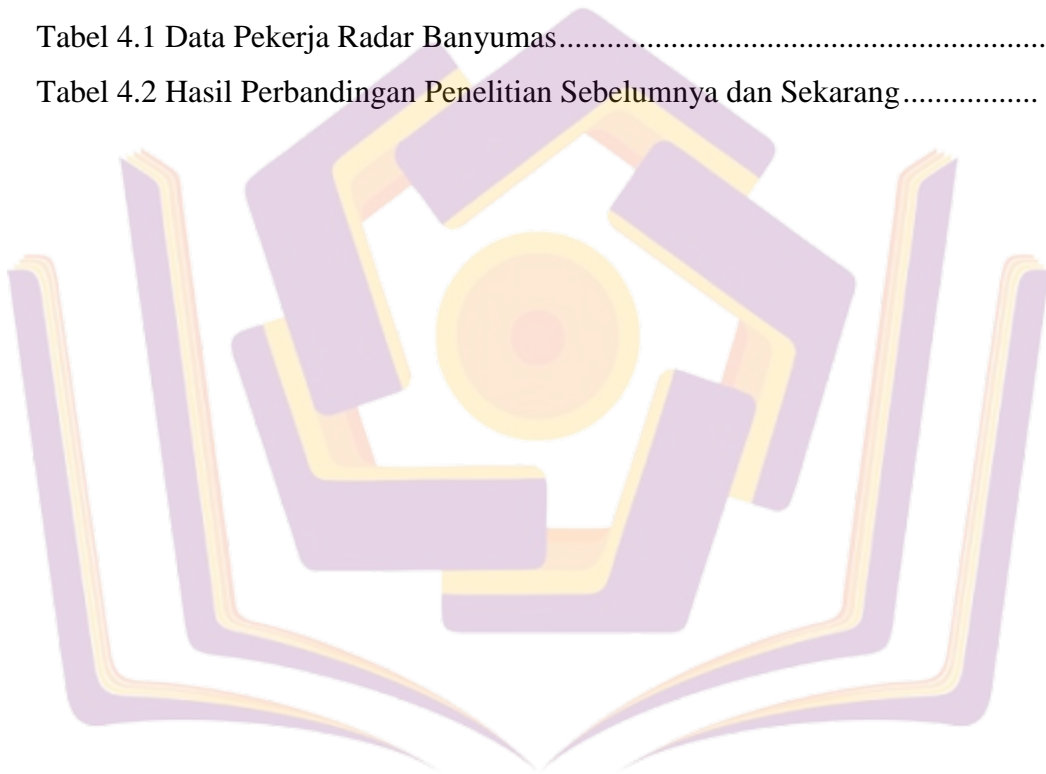 Tabel 4.1 Data Pekerja Radar Banyumas.............................................................
Tabel 4.2 Hasil Perbandingan Penelitian Sebelumnya dan Sekarang.................